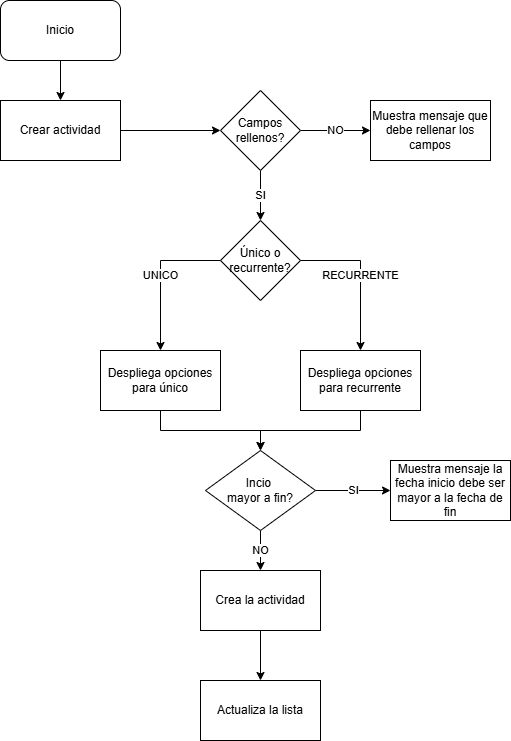 Inicio
Crear actividad
Campos
rellenos?
NO
Muestra mensaje que
debe rellenar los
campos
SI
Único o
recurrente?
UNICO
RECURRENTE
Despliega opciones
para único
Despliega opciones
para recurrente
Incio
mayor a fin?
SI
Muestra mensaje la
fecha inicio debe ser
mayor a la fecha de
fin
NO
Crea la actividad
Actualiza la lista